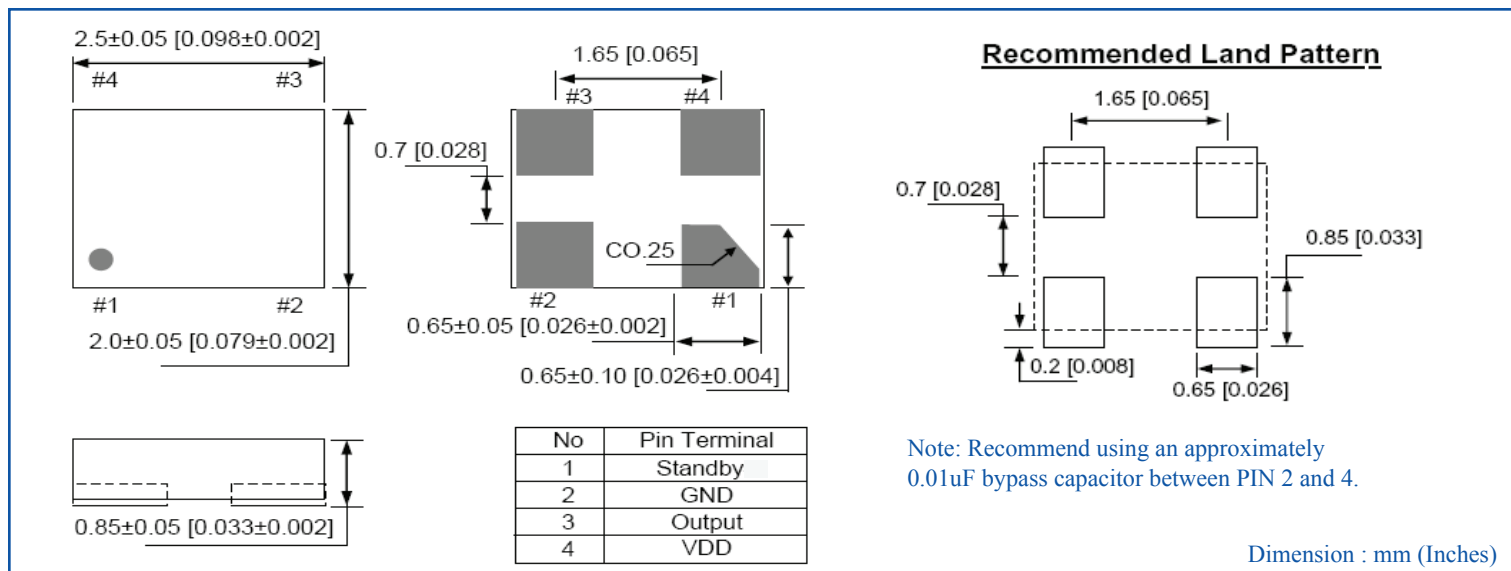 2.5±0.05 [0.098±0.002]
#4 #3
#1 #2
2.0±0.05 [0.079±0.002]
0.85±0.05 [0.033±0.002]
1.65 [0.065]
#3 #4
0.7 [0.028]
CO.25
#2 #1
0.65±0.05 [0.026±0.002]
0.65±0.10 [0.026±0.004]
No Pin Terminal
1 Standby
2 GND
3 Output
4 VDD
Recommended Land Pattern
1.65 [0.065]
0.7 [0.028]
0.85 [0.033]
0.2 [0.008]
0.65 [0.026]
Note: Recommend using an approximately
0.01uF bypass capacitor between PIN 2 and 4.
Dimension : mm (Inches)